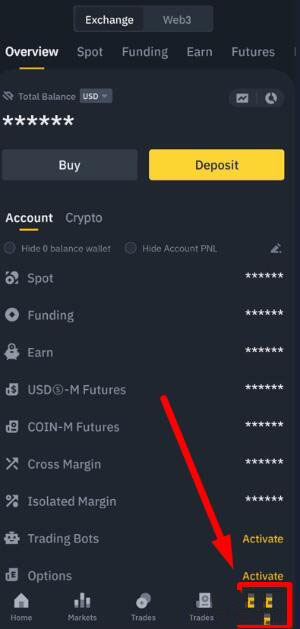 Exchange Web3
Overview Spot Funding Earn Futures
Total Balance USD
******
Buy Deposit
Account Crypto
Hide 0 balance wallet Hide Account PNL
Spot ******
Funding ******
Earn ******
USDⓈ-M Futures ******
COIN-M Futures ******
Cross Margin ******
Isolated Margin ******
Trading Bots Activate
Options Activate
Home Markets Trades Trades